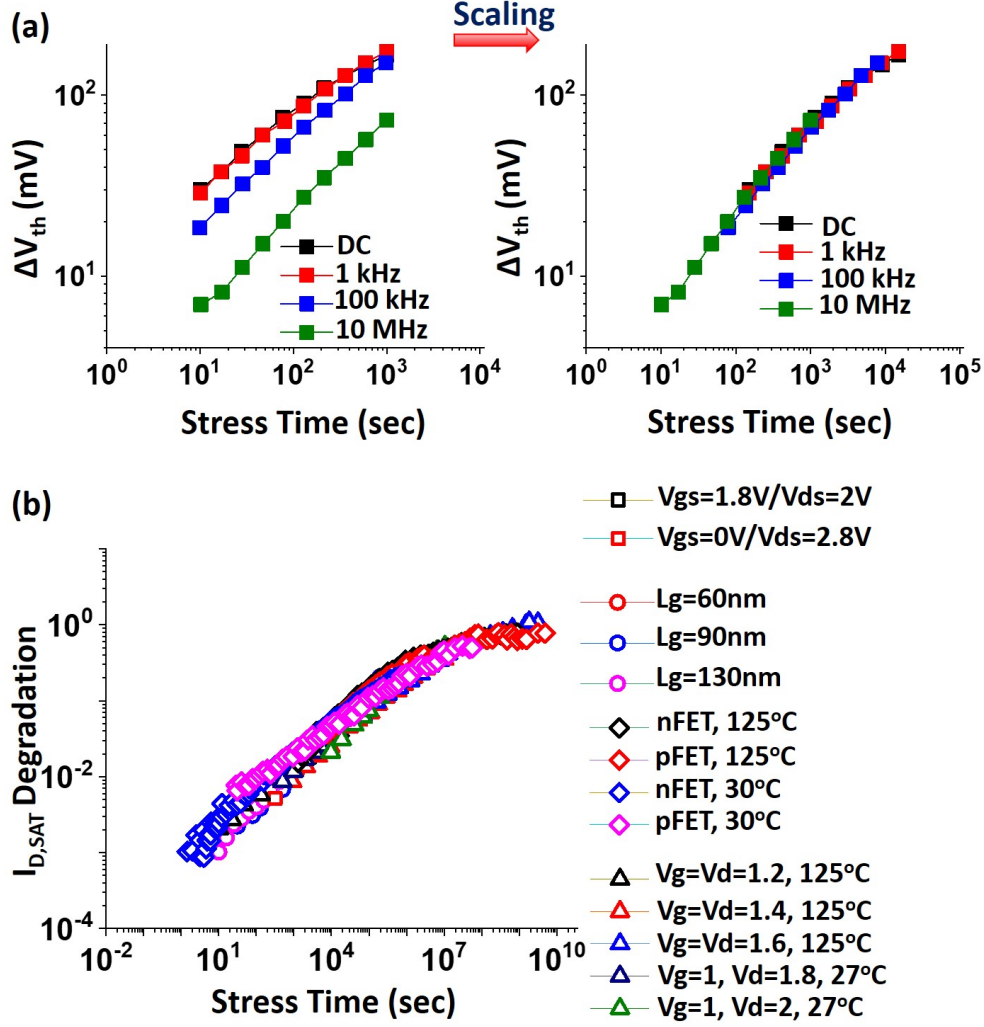 (a)
Scaling
ΔVth (mV)
10²
10¹
DC
1 kHz
100 kHz
10 MHz
10⁰ 10¹ 10² 10³ 10⁴
Stress Time (sec)
ΔVth (mV)
10²
10¹
DC
1 kHz
100 kHz
10 MHz
10⁰ 10¹ 10² 10³ 10⁴ 10⁵
Stress Time (sec)
(b)
ID,SAT Degradation
10⁰
10⁻²
10⁻⁴
10⁻² 10¹ 10⁴ 10⁷ 10¹⁰
Stress Time (sec)
Vgs=1.8V/Vds=2V
Vgs=0V/Vds=2.8V
Lg=60nm
Lg=90nm
Lg=130nm
nFET, 125°C
pFET, 125°C
nFET, 30°C
pFET, 30°C
Vg=Vd=1.2, 125°C
Vg=Vd=1.4, 125°C
Vg=Vd=1.6, 125°C
Vg=1, Vd=1.8, 27°C
Vg=1, Vd=2, 27°C